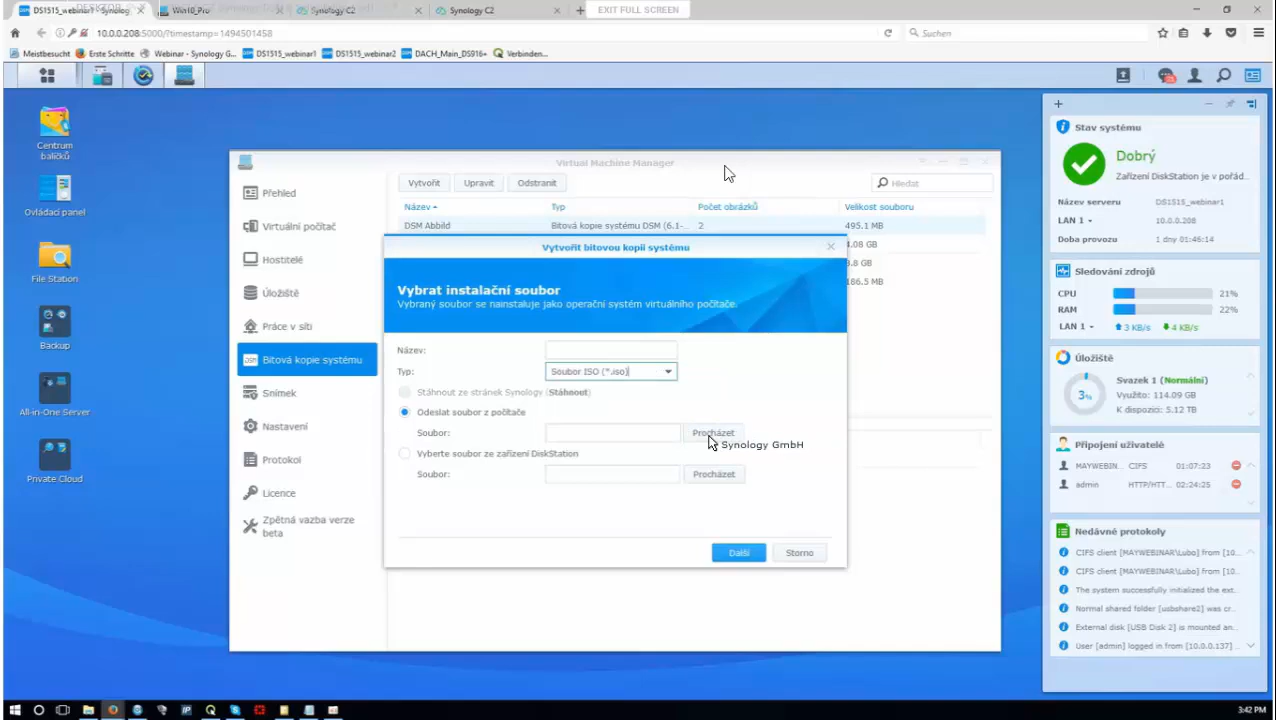 DS1515_webinar1 - Synolog
Win10_Pro
Synology C2
Synology C2
EXIT FULL SCREEN
10.0.0.208:5000/?timestamp=1494501458
Suchen
Meistbesucht
Erste Schritte
Webinar - Synology G...
DS1515_webinar1
DS1515_webinar2
DACH_Main_DS916+
Verbinden...
Centrum
balíčků
Ovládací panel
File Station
Backup
All-in-One Server
Private Cloud
Virtual Machine Manager
Přehled
Virtuální počítač
Hostitelé
Úložiště
Práce v síti
Bitová kopie systému
Snímek
Nastavení
Protokol
Licence
Zpětná vazba verze
beta
Vytvořit
Upravit
Odstranit
Hledat
Název
Typ
Počet obrázků
Velikost souboru
DSM Abbild
Bitová kopie systému DSM (6.1-...
2
495.1 MB
Vytvořit bitovou kopii systému
Vybrat instalační soubor
Vybraný soubor se nainstaluje jako operační systém virtuálního počítače.
Název:
Typ:
Soubor ISO (*.iso)
Stáhnout ze stránek Synology (Stáhnout)
Odeslat soubor z počítače
Soubor:
Procházet
Synology GmbH
Vyberte soubor ze zařízení DiskStation
Soubor:
Procházet
Další
Storno
Stav systému
Dobrý
Zařízení DiskStation je v pořád...
Název serveru
DS1515_webinar1
LAN 1
10.0.0.208
Doba provozu
1 dny 01:46:14
Sledování zdrojů
CPU
21%
RAM
22%
LAN 1
3 KB/s
4 KB/s
Úložiště
3%
Svazek 1 (Normální)
Využito: 114.09 GB
K dispozici: 5.12 TB
Připojení uživatelé
MAYWEBIN...
CIFS
01:07:23
admin
HTTP/HTT...
02:24:25
Nedávné protokoly
CIFS client [MAYWEBINAR\Lubo] from [10...
CIFS client [MAYWEBINAR\Lubo] from [10...
The system successfully initialized the ext...
Normal shared folder [usbshare2] was cr...
External disk [USB Disk 2] is mounted an...
User [admin] logged in from [10.0.0.137] ...
3:42 PM